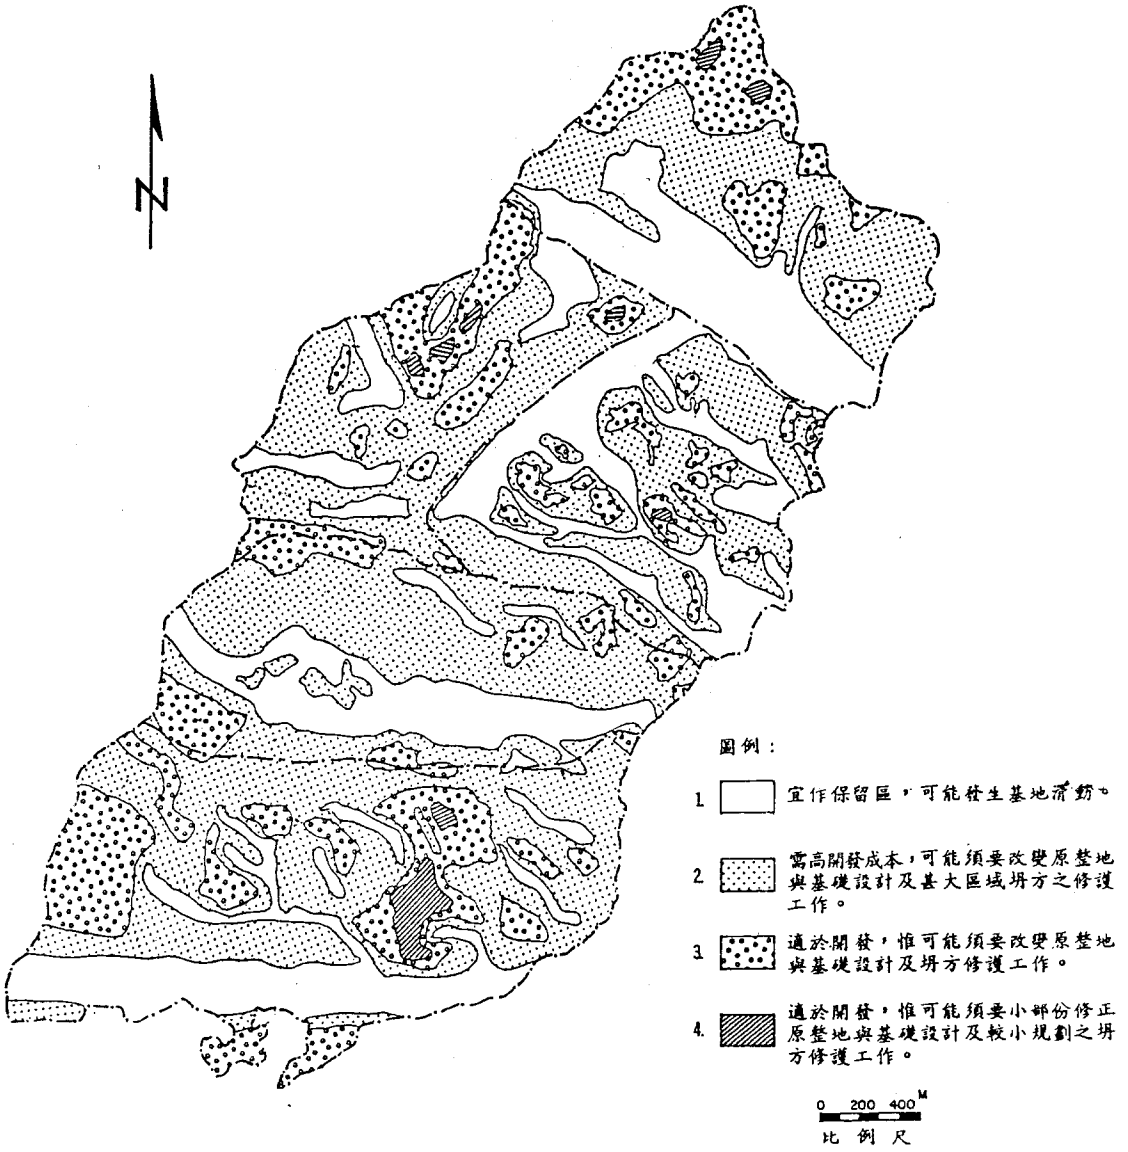 N
圖例：
1. 宜作保留區，可能發生基地滑動。
2. 需高開發成本，可能須要改變原整地
與基礎設計及甚大區域坍方之修護
工作。
3. 適於開發，惟可能須要改變原整地
與基礎設計及坍方修護工作。
4. 適於開發，惟可能須要小部份修正
原整地與基礎設計及較小規劃之坍
方修護工作。
0 200 400 M
比例尺